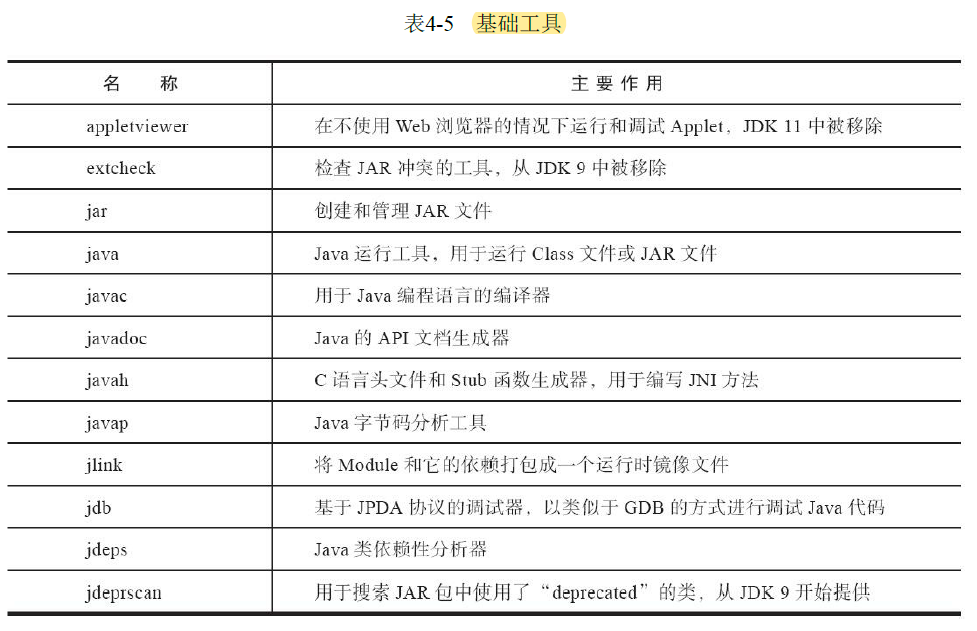 表4-5 基础工具
名 称 主 要 作 用
appletviewer 在不使用 Web 浏览器的情况下运行和调试 Applet，JDK 11 中被移除
extcheck 检查 JAR 冲突的工具，从 JDK 9 中被移除
jar 创建和管理 JAR 文件
java Java 运行工具，用于运行 Class 文件或 JAR 文件
javac 用于 Java 编程语言的编译器
javadoc Java 的 API 文档生成器
javah C 语言头文件和 Stub 函数生成器，用于编写 JNI 方法
javap Java 字节码分析工具
jlink 将 Module 和它的依赖打包成一个运行时镜像文件
jdb 基于 JPDA 协议的调试器，以类似于 GDB 的方式进行调试 Java 代码
jdeps Java 类依赖性分析器
jdeprscan 用于搜索 JAR 包中使用了“deprecated”的类，从 JDK 9 开始提供